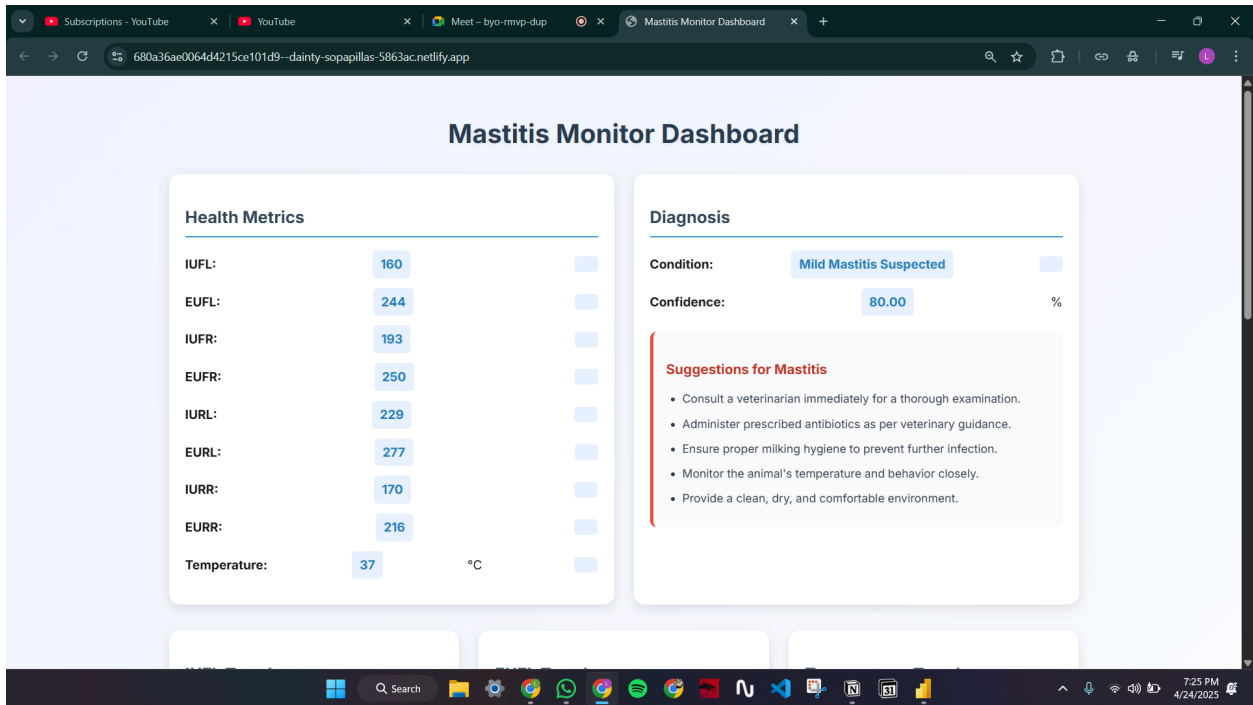 Subscriptions - YouTube
YouTube
Meet – byo-rmvp-dup
Mastitis Monitor Dashboard
680a36ae0064d4215ce101d9--dainty-sopapillas-5863ac.netlify.app
L
Mastitis Monitor Dashboard
Health Metrics
IUFL: 160
EUFL: 244
IUFR: 193
EUFR: 250
IURL: 229
EURL: 277
IURR: 170
EURR: 216
Temperature: 37 °C
Diagnosis
Condition: Mild Mastitis Suspected
Confidence: 80.00 %
Suggestions for Mastitis
• Consult a veterinarian immediately for a thorough examination.
• Administer prescribed antibiotics as per veterinary guidance.
• Ensure proper milking hygiene to prevent further infection.
• Monitor the animal's temperature and behavior closely.
• Provide a clean, dry, and comfortable environment.
Search
31
7:25 PM
4/24/2025